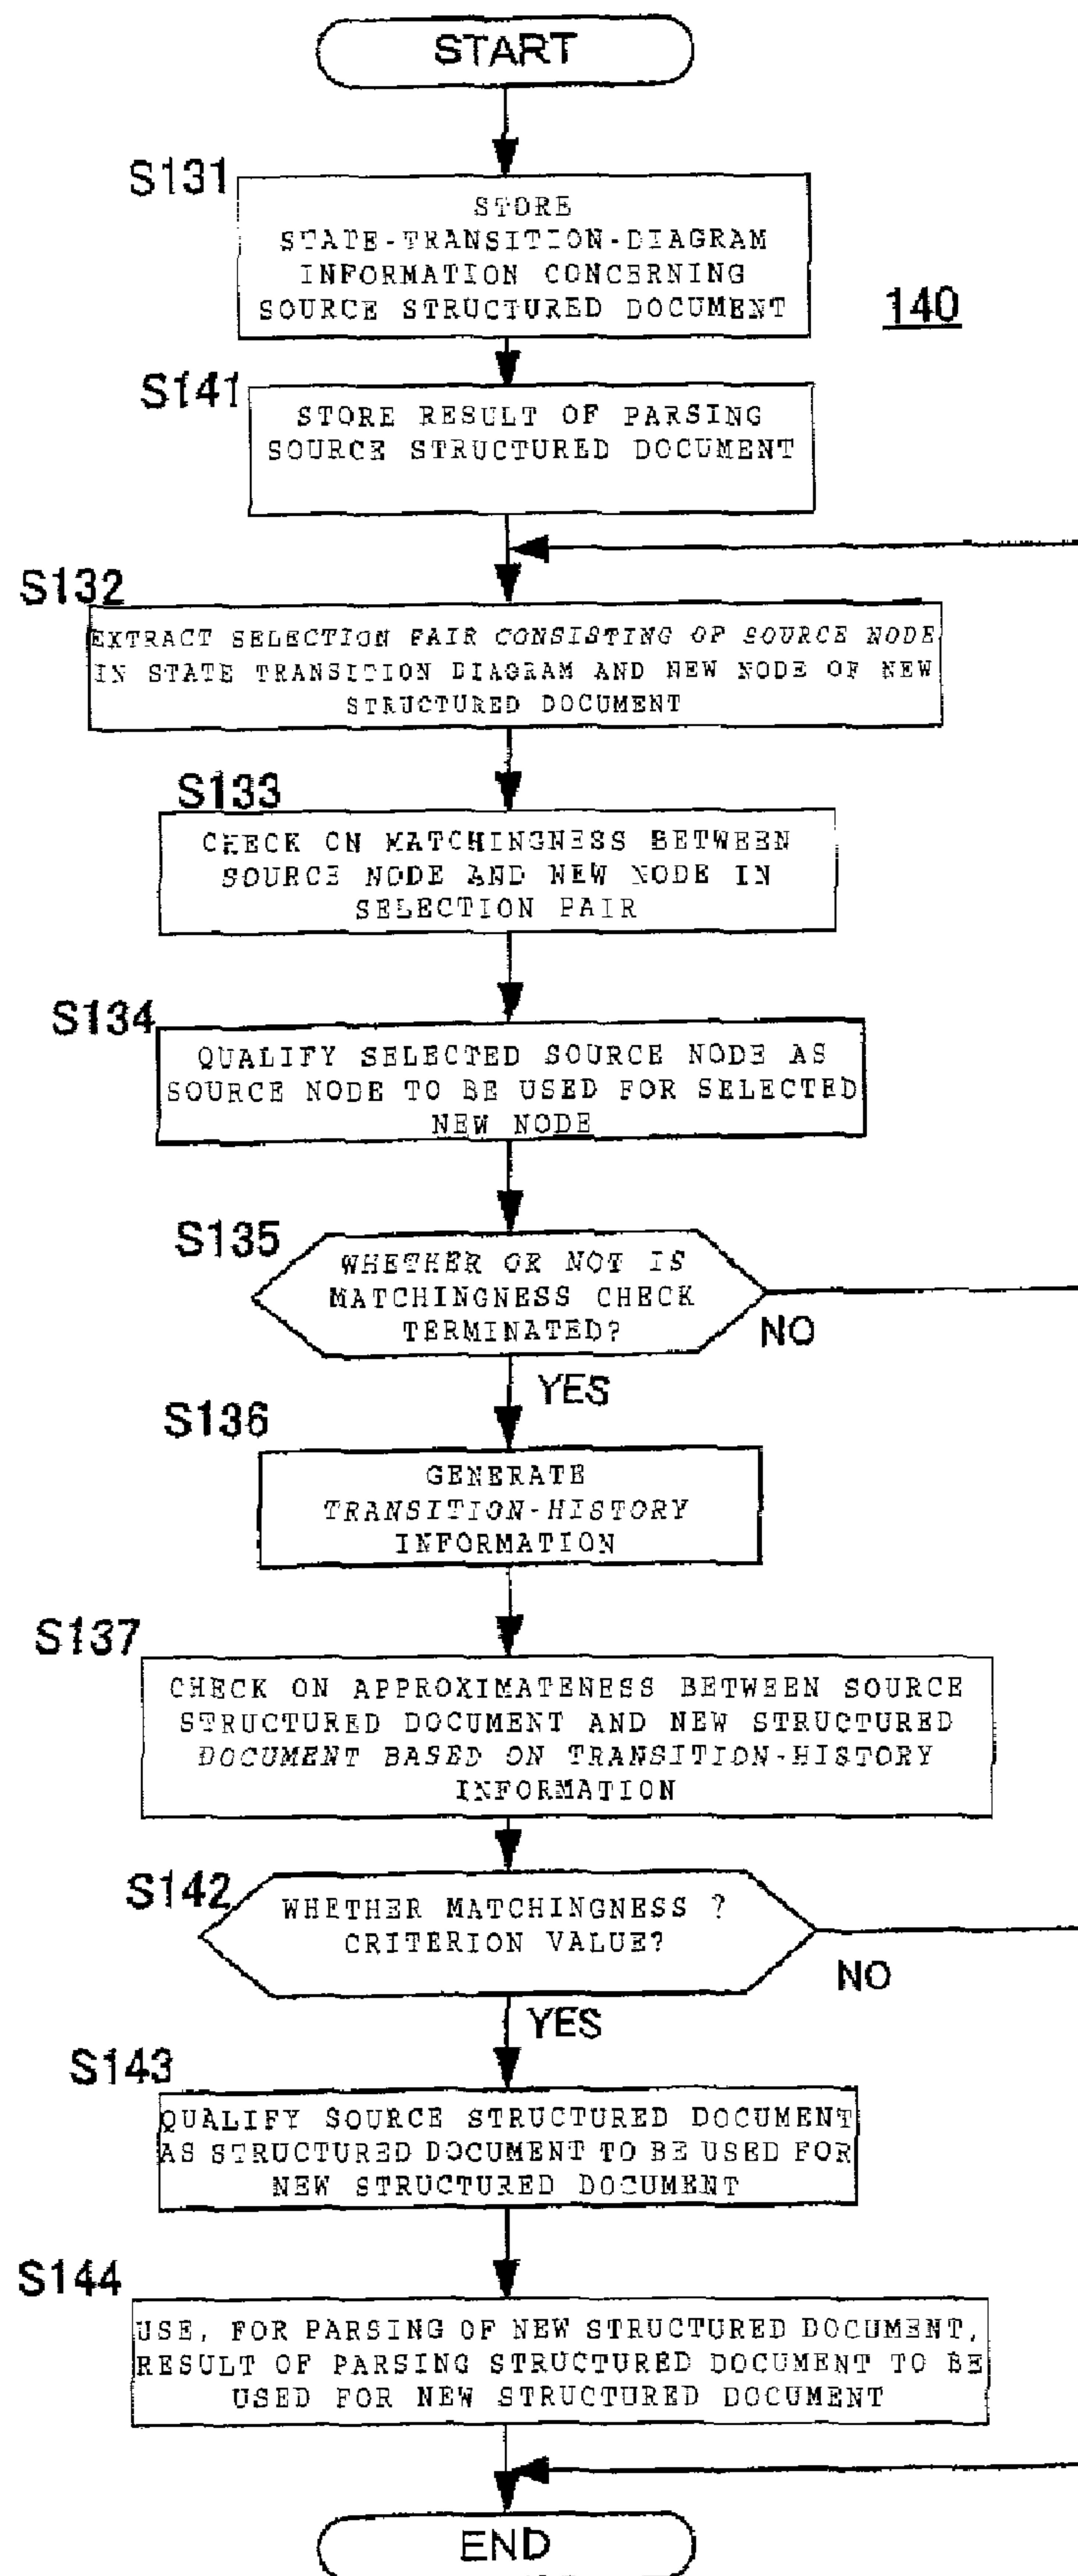 START
S131
STORE
STATE-TRANSITION-DIAGRAM
INFORMATION CONCERNING
SOURCE STRUCTURED DOCUMENT
140
S141
STORE RESULT OF PARSING
SOURCE STRUCTURED DOCUMENT
S132
EXTRACT SELECTION PAIR CONSISTING OF SOURCE NODE
IN STATE TRANSITION DIAGRAM AND NEW NODE OF NEW
STRUCTURED DOCUMENT
S133
CHECK ON MATCHINGNESS BETWEEN
SOURCE NODE AND NEW NODE IN
SELECTION PAIR
S134
QUALIFY SELECTED SOURCE NODE AS
SOURCE NODE TO BE USED FOR SELECTED
NEW NODE
S135
WHETHER OR NOT IS
MATCHINGNESS CHECK
TERMINATED?
NO
YES
S136
GENERATE
TRANSITION-HISTORY
INFORMATION
S137
CHECK ON APPROXIMATENESS BETWEEN SOURCE
STRUCTURED DOCUMENT AND NEW STRUCTURED
DOCUMENT BASED ON TRANSITION-HISTORY
INFORMATION
S142
WHETHER MATCHINGNESS ?
CRITERION VALUE?
NO
YES
S143
QUALIFY SOURCE STRUCTURED DOCUMENT
AS STRUCTURED DOCUMENT TO BE USED FOR
NEW STRUCTURED DOCUMENT
S144
USE, FOR PARSING OF NEW STRUCTURED DOCUMENT,
RESULT OF PARSING STRUCTURED DOCUMENT TO BE
USED FOR NEW STRUCTURED DOCUMENT
END